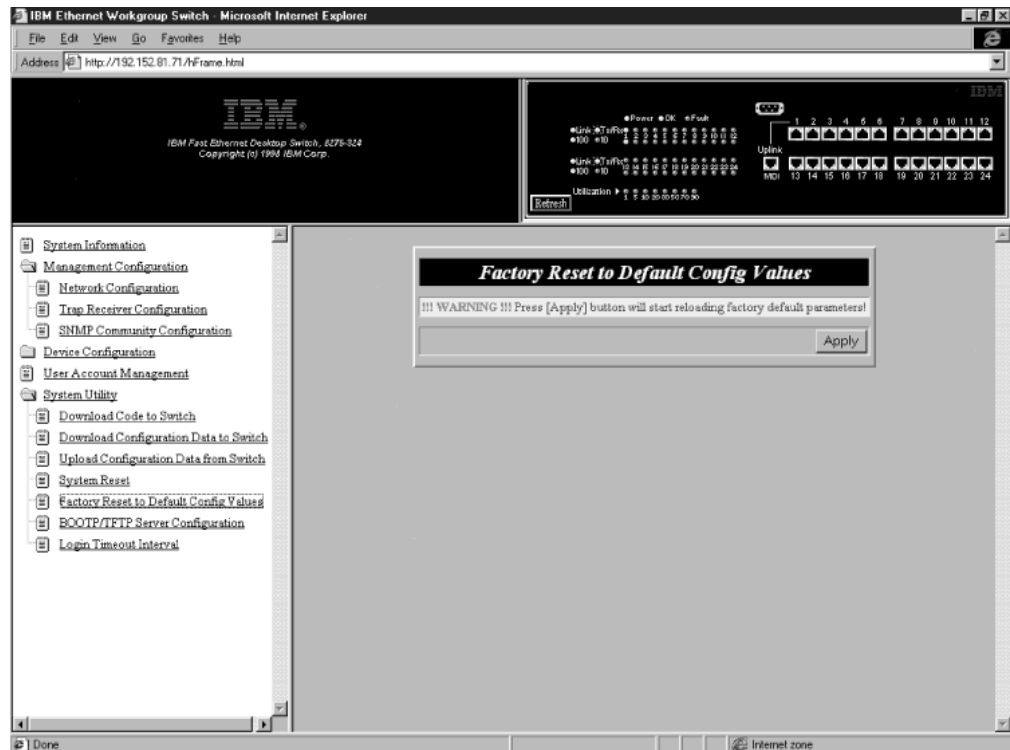 IBM Ethernet Workgroup Switch - Microsoft Internet Explorer
File Edit View Go Favorites Help
Address http://192.152.81.71/hFrame.html
IBM®
IBM Fast Ethernet Desktop Switch, 8275-324
Copyright (c) 1998 IBM Corp.
IBM
Power OK Fault
Link Tx/Rx
100 10
1 2 3 4 5 6 7 8 9 10 11 12
Uplink
Link Tx/Rx
100 10
MDI 13 14 15 16 17 18 19 20 21 22 23 24
Utilization
Refresh
System Information
Management Configuration
Network Configuration
Trap Receiver Configuration
SNMP Community Configuration
Device Configuration
User Account Management
System Utility
Download Code to Switch
Download Configuration Data to Switch
Upload Configuration Data from Switch
System Reset
Factory Reset to Default Config Values
BOOTP/TFTP Server Configuration
Login Timeout Interval
Factory Reset to Default Config Values
!!! WARNING !!! Press [Apply] button will start reloading factory default parameters!
Apply
Done
Internet zone